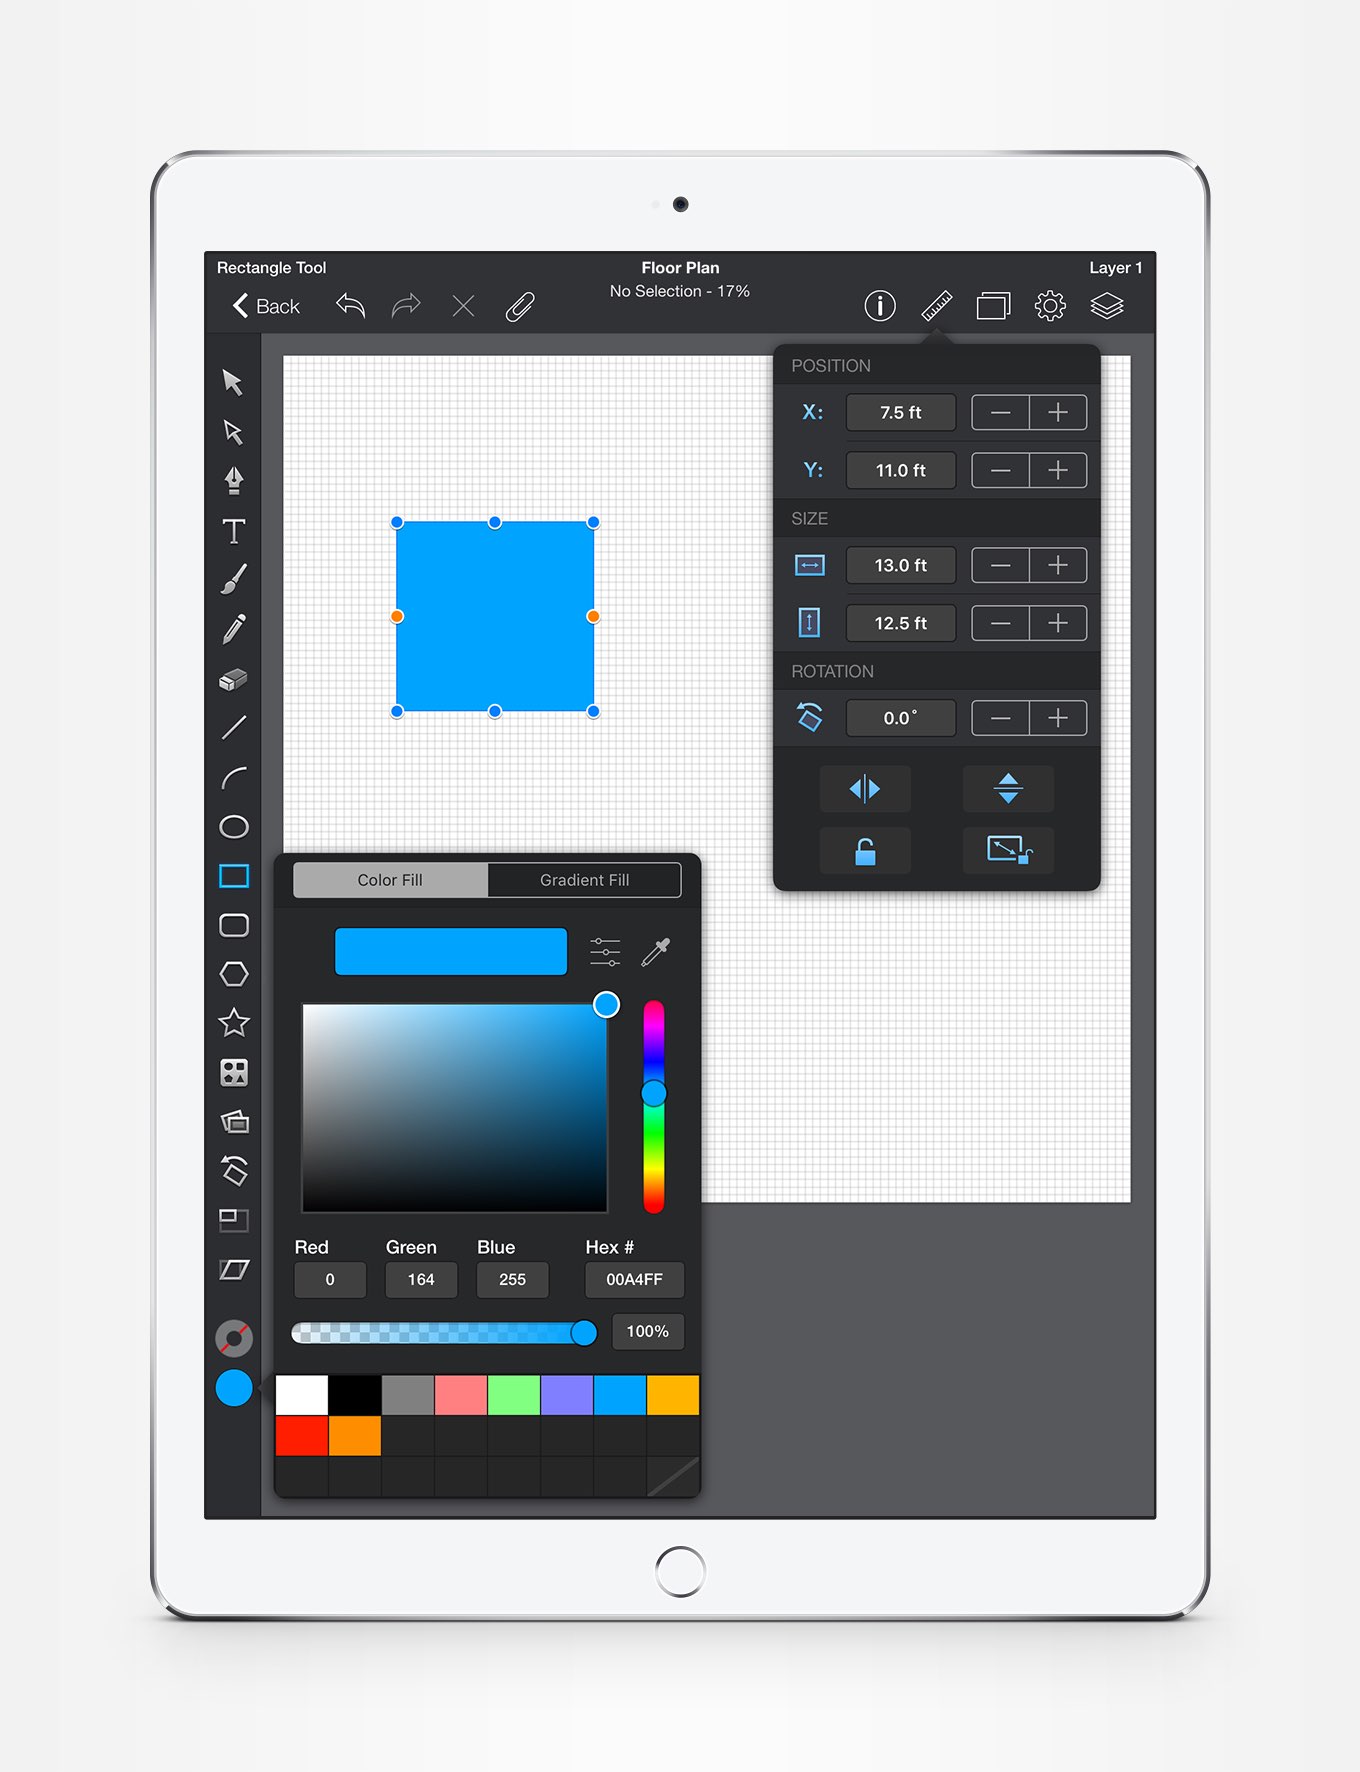 Rectangle Tool
Floor Plan
Layer 1
Back
No Selection - 17%
POSITION
X: 7.5 ft
Y: 11.0 ft
SIZE
13.0 ft
12.5 ft
ROTATION
0.0°
T
Color Fill
Gradient Fill
Red
Green
Blue
Hex #
0
164
255
00A4FF
100%